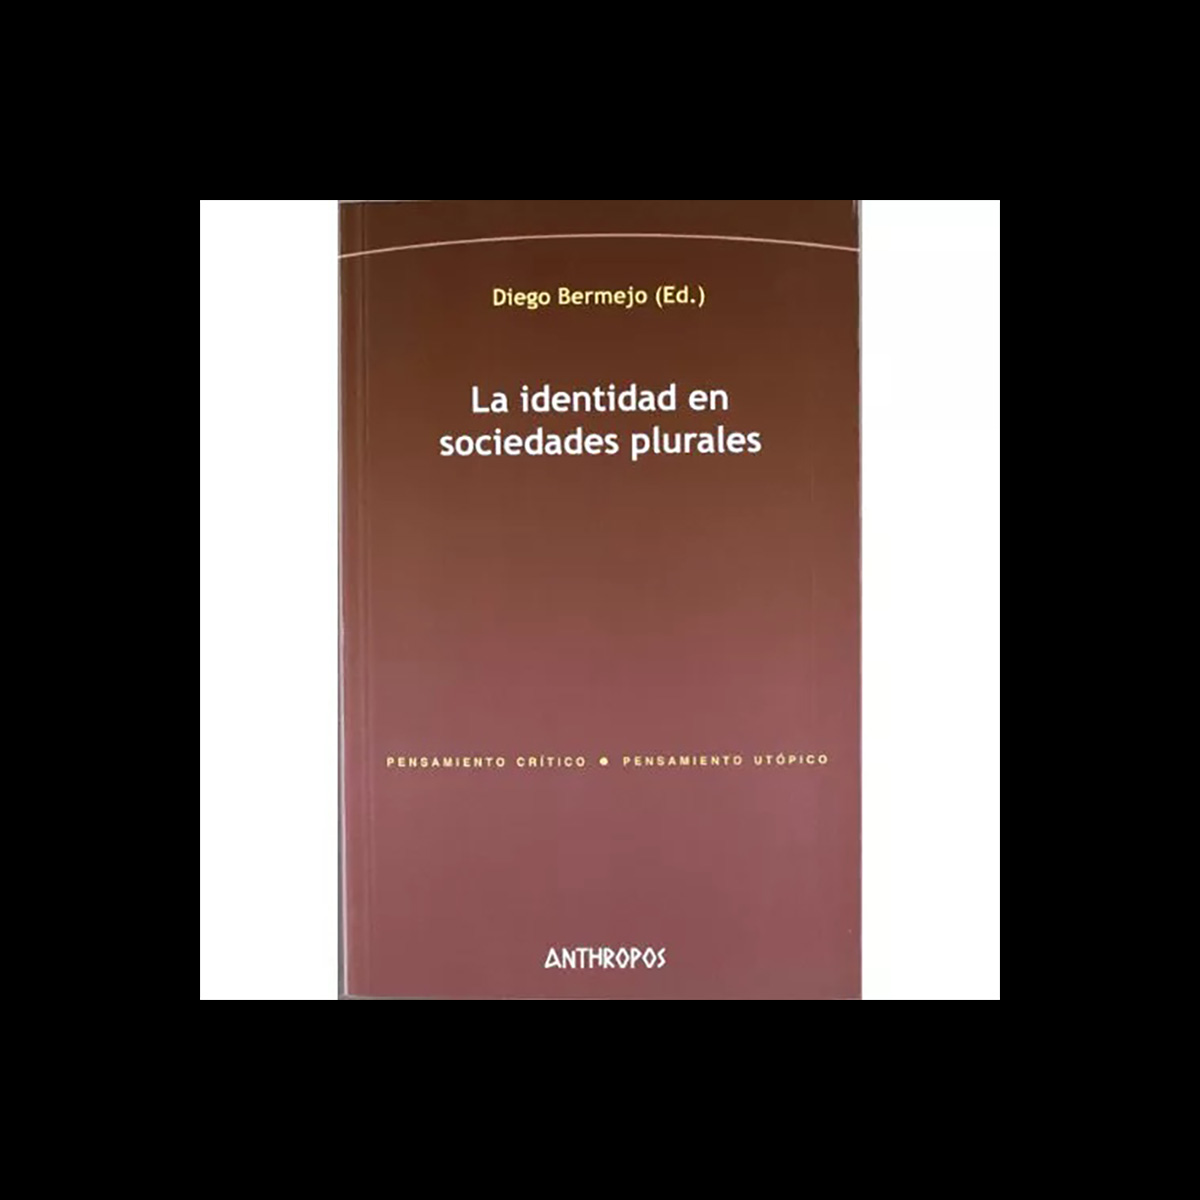 Diego Bermejo (Ed.)
La identidad en
sociedades plurales
PENSAMIENTO CRÍTICO ● PENSAMIENTO UTÓPICO
ANTHROPOS